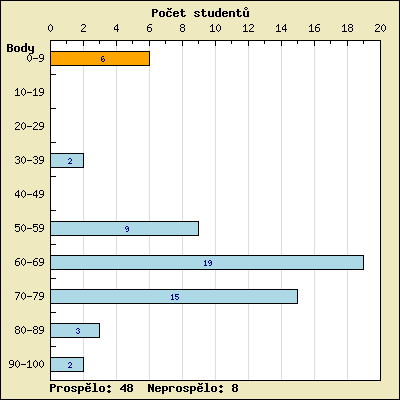 Počet studentů
0 2 4 6 8 10 12 14 16 18 20
Body
0-9 6
10-19
20-29
30-39 2
40-49
50-59 9
60-69 19
70-79 15
80-89 3
90-100 2
Prospělo: 48 Neprospělo: 8